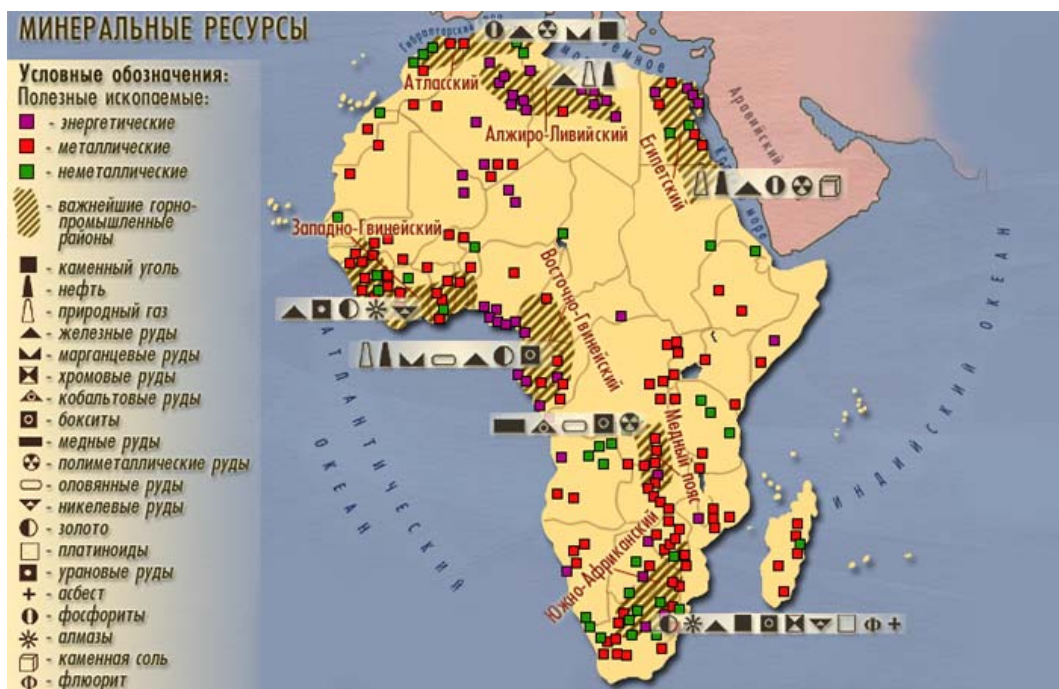 МИНЕРАЛЬНЫЕ РЕСУРСЫ
Условные обозначения:
Полезные ископаемые:
- энергетические
- металлические
- неметаллические
- важнейшие горно-
промышленные
районы
- каменный уголь
- нефть
- природный газ
- железные руды
- марганцевые руды
- хромовые руды
- кобальтовые руды
- бокситы
- медные руды
- полиметаллические руды
- оловянные руды
- никелевые руды
- золото
- платиноиды
- урановые руды
- асбест
- фосфориты
- алмазы
- каменная соль
- флюорит
Гибралтарский
Атласский
Алжиро-Ливийский
Египетский
Аравийский
море
Западно-Гвинейский
Восточно-Гвинейский
Медный пояс
Южно-Африканский
АТЛАНТИЧЕСКИЙ
ОКЕАН
ИНДИЙСКИЙ ОКЕАН